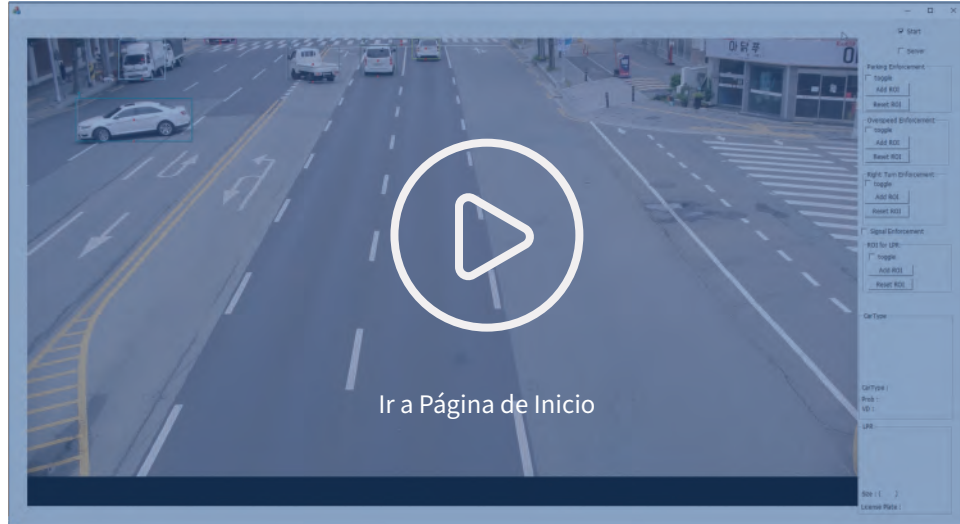 Start
Server
Parking Enforcement
toggle
Add ROI
Reset ROI
Overspeed Enforcement
toggle
Add ROI
Reset ROI
Right Turn Enforcement
toggle
Add ROI
Reset ROI
Signal Enforcement
ROI for LPR
toggle
Add ROI
Reset ROI
CarType
Ir a Página de Inicio
CarType :
Prob :
VD :
LPR
License Plate :